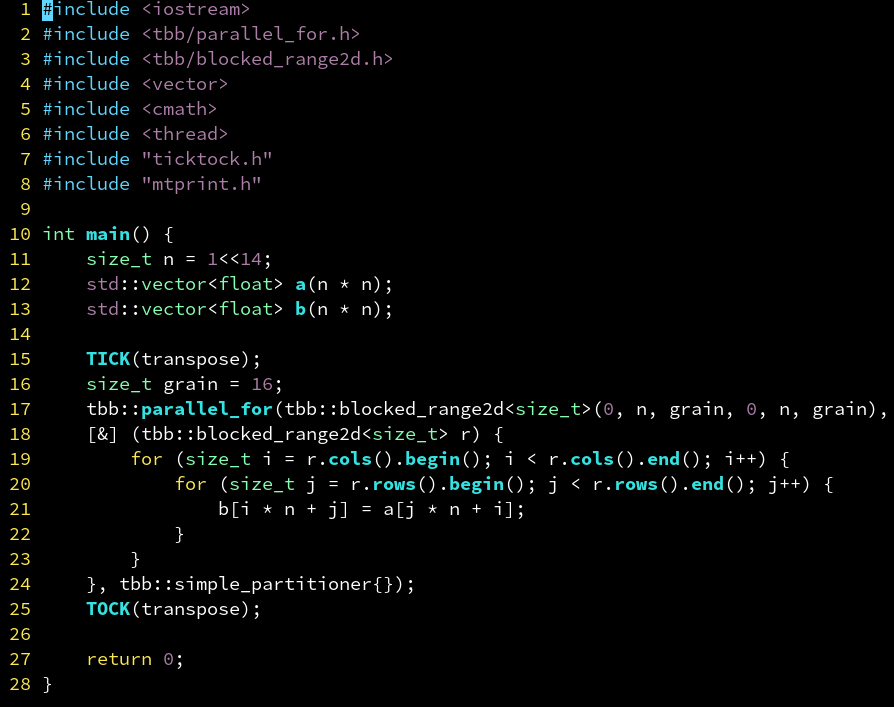 1 #include <iostream>
2 #include <tbb/parallel_for.h>
3 #include <tbb/blocked_range2d.h>
4 #include <vector>
5 #include <cmath>
6 #include <thread>
7 #include "ticktock.h"
8 #include "mtprint.h"
9
10 int main() {
11     size_t n = 1<<14;
12     std::vector<float> a(n * n);
13     std::vector<float> b(n * n);
14
15     TICK(transpose);
16     size_t grain = 16;
17     tbb::parallel_for(tbb::blocked_range2d<size_t>(0, n, grain, 0, n, grain),
18     [&] (tbb::blocked_range2d<size_t> r) {
19         for (size_t i = r.cols().begin(); i < r.cols().end(); i++) {
20             for (size_t j = r.rows().begin(); j < r.rows().end(); j++) {
21                 b[i * n + j] = a[j * n + i];
22             }
23         }
24     }, tbb::simple_partitioner{});
25     TOCK(transpose);
26
27     return 0;
28 }